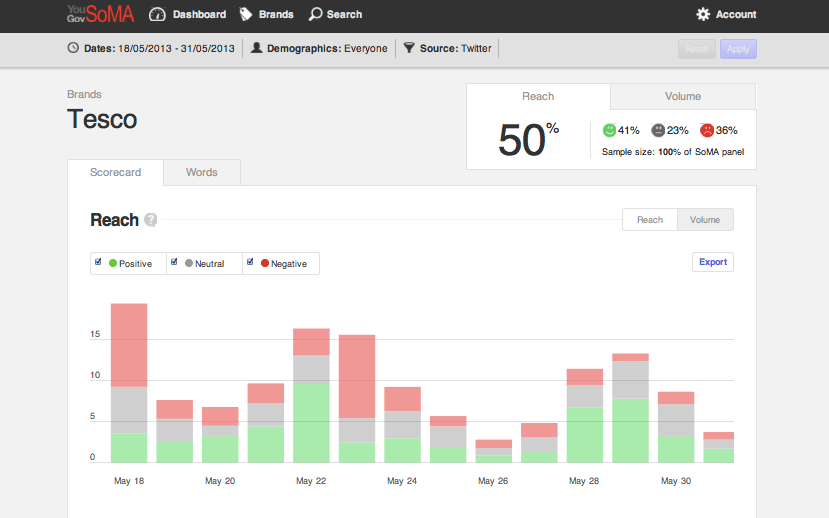 You
Gov SoMA Dashboard Brands Search Account
Dates: 18/05/2013 - 31/05/2013 Demographics: Everyone Source: Twitter Reset Apply
Brands
Tesco
Reach Volume
50% 41% 23% 36%
Sample size: 100% of SoMA panel
Scorecard Words
Reach ? Reach Volume
Positive Neutral Negative Export
15
10
5
0
May 18 May 20 May 22 May 24 May 26 May 28 May 30